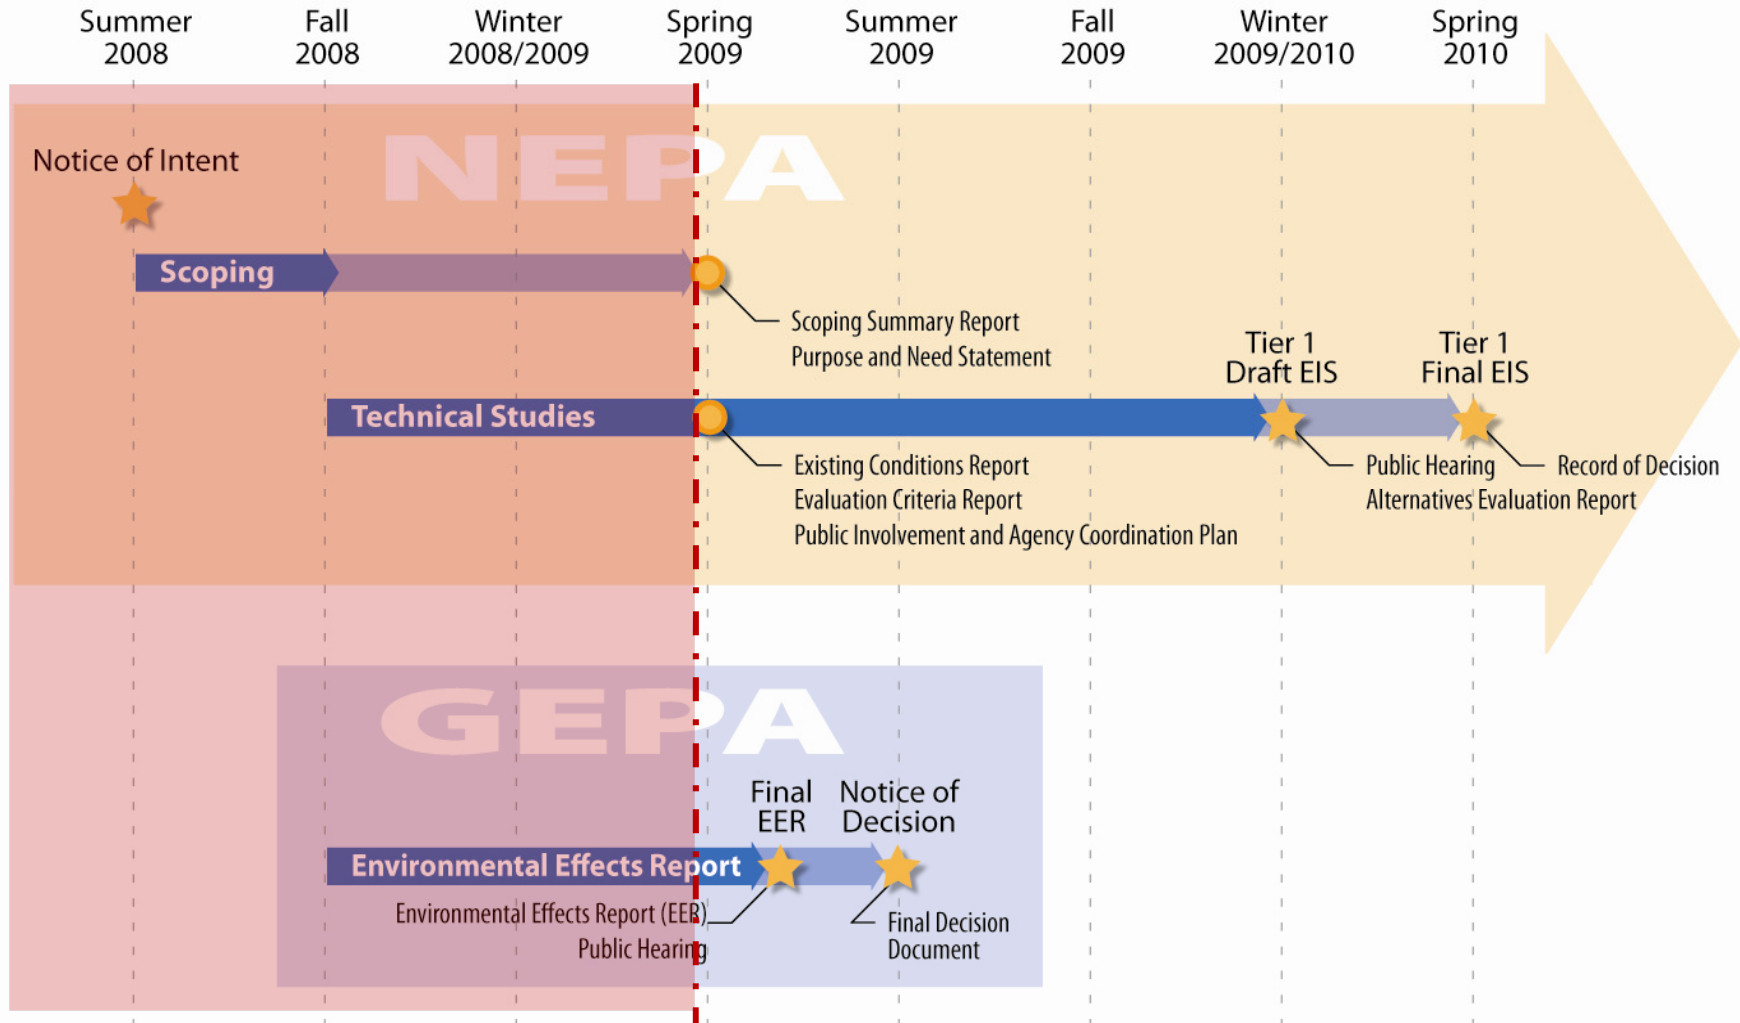 Summer
2008
Fall
2008
Winter
2008/2009
Spring
2009
Summer
2009
Fall
2009
Winter
2009/2010
Spring
2010
NEPA
Notice of Intent
Scoping
Scoping Summary Report
Purpose and Need Statement
Tier 1
Draft EIS
Tier 1
Final EIS
Technical Studies
Existing Conditions Report
Evaluation Criteria Report
Public Involvement and Agency Coordination Plan
Public Hearing
Alternatives Evaluation Report
Record of Decision
GEPA
Final
EER
Notice of
Decision
Environmental Effects Report
Environmental Effects Report (EER)
Public Hearing
Final Decision
Document